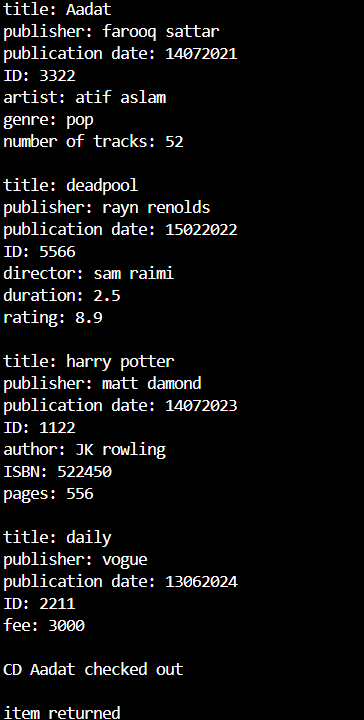 title: Aadat
publisher: farooq sattar
publication date: 14072021
ID: 3322
artist: atif aslam
genre: pop
number of tracks: 52
title: deadpool
publisher: rayn renolds
publication date: 15022022
ID: 5566
director: sam raimi
duration: 2.5
rating: 8.9
title: harry potter
publisher: matt damond
publication date: 14072023
ID: 1122
author: JK rowling
ISBN: 522450
pages: 556
title: daily
publisher: vogue
publication date: 13062024
ID: 2211
fee: 3000
CD Aadat checked out
item returned